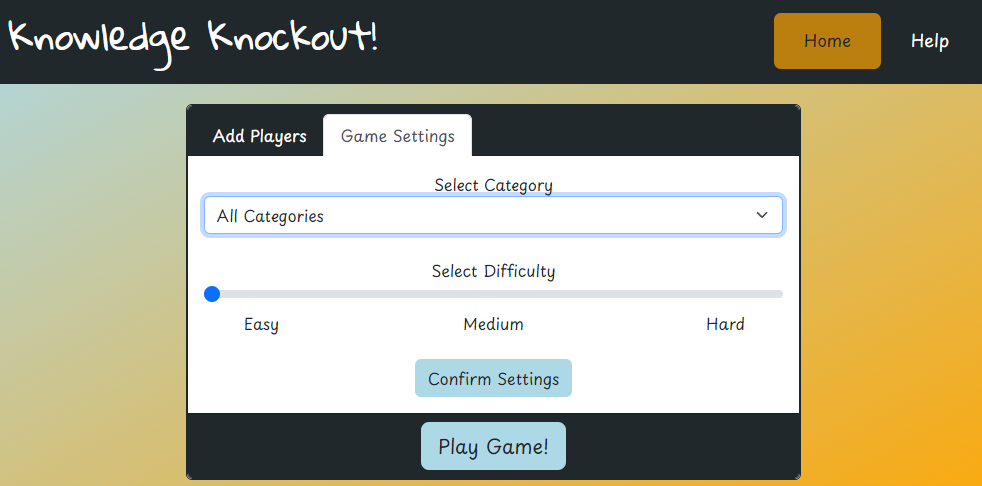 Knowledge Knockout!
Home Help
Add Players Game Settings
Select Category
All Categories
Select Difficulty
Easy Medium Hard
Confirm Settings
Play Game!